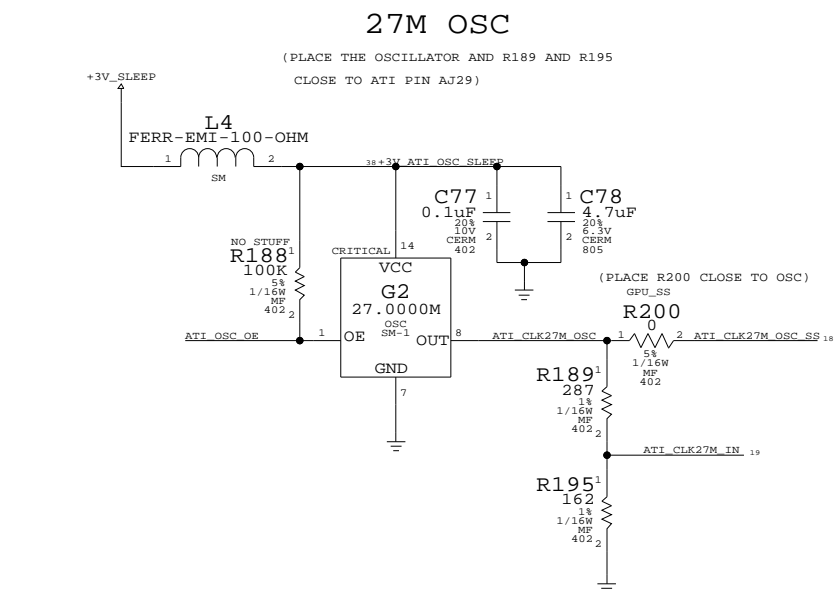 27M OSC
(PLACE THE OSCILLATOR AND R189 AND R195
CLOSE TO ATI PIN AJ29)
+3V_SLEEP
L4
FERR-EMI-100-OHM
1 2
SM
38 +3V_ATI_OSC_SLEEP
NO STUFF
R188 1
100K
5%
1/16W
MF
402 2
CRITICAL 14
VCC
G2
27.0000M
OSC
SM-1
ATI_OSC_OE 1 OE
OUT 8
GND
7
C77 1
0.1uF
20%
10V
CERM
402
2
1 C78
4.7uF
20%
6.3V
CERM
805
2
(PLACE R200 CLOSE TO OSC)
GPU_SS
R200
0
ATI_CLK27M_OSC 1 2 ATI_CLK27M_OSC_SS 18
5%
1/16W
MF
402
R189 1
287
1%
1/16W
MF
402 2
ATI_CLK27M_IN 19
R195 1
162
1%
1/16W
MF
402 2